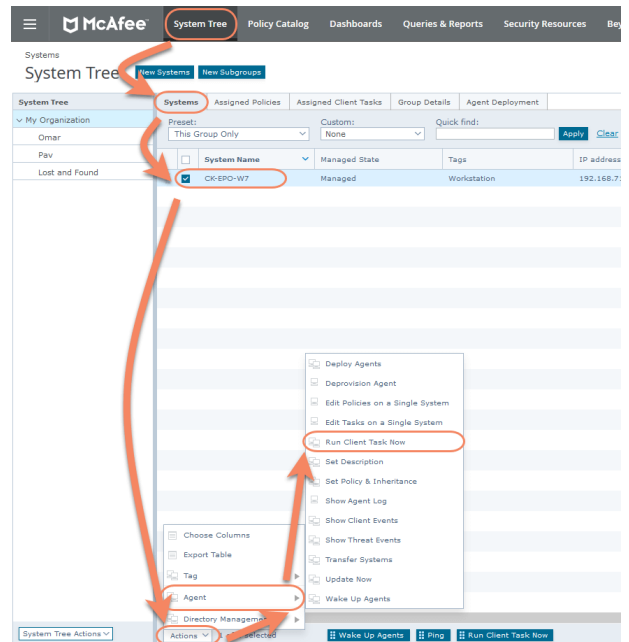 McAfee™ System Tree Policy Catalog Dashboards Queries & Reports Security Resources
Systems
System Tree New Systems New Subgroups
System Tree Systems Assigned Policies Assigned Client Tasks Group Details Agent Deployment
My Organization
Omar
Pav
Lost and Found
Preset: Custom: Quick find:
This Group Only None Apply Clear
System Name Managed State Tags IP address
CK-EPO-W7 Managed Workstation 192.168.7
Deploy Agents
Deprovision Agent
Edit Policies on a Single System
Edit Tasks on a Single System
Run Client Task Now
Set Description
Set Policy & Inheritance
Show Agent Log
Show Client Events
Show Threat Events
Transfer Systems
Update Now
Wake Up Agents
Choose Columns
Export Table
Tag
Agent
Directory Management
System Tree Actions Actions selected Wake Up Agents Ping Run Client Task Now